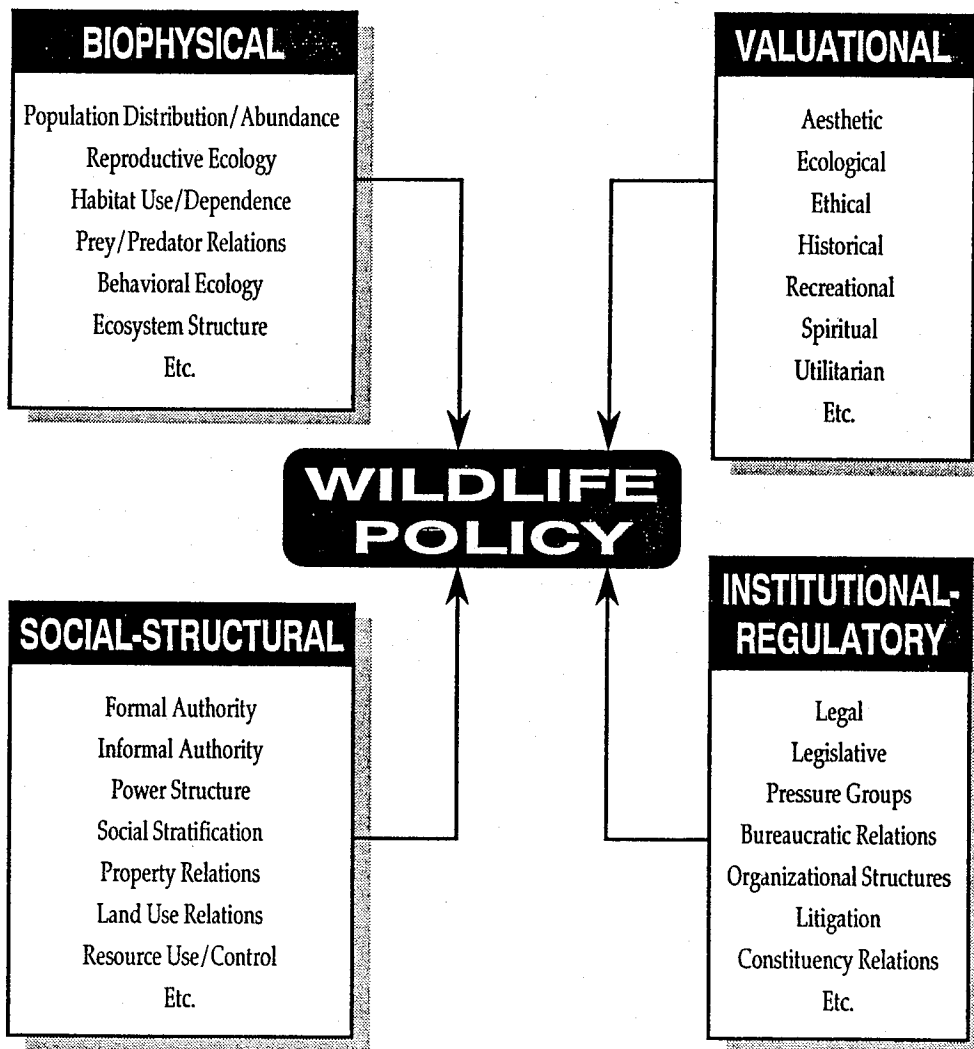 BIOPHYSICAL
Population Distribution/Abundance
Reproductive Ecology
Habitat Use/Dependence
Prey/Predator Relations
Behavioral Ecology
Ecosystem Structure
Etc.
VALUATIONAL
Aesthetic
Ecological
Ethical
Historical
Recreational
Spiritual
Utilitarian
Etc.
WILDLIFE
POLICY
SOCIAL-STRUCTURAL
Formal Authority
Informal Authority
Power Structure
Social Stratification
Property Relations
Land Use Relations
Resource Use/Control
Etc.
INSTITUTIONAL-
REGULATORY
Legal
Legislative
Pressure Groups
Bureaucratic Relations
Organizational Structures
Litigation
Constituency Relations
Etc.